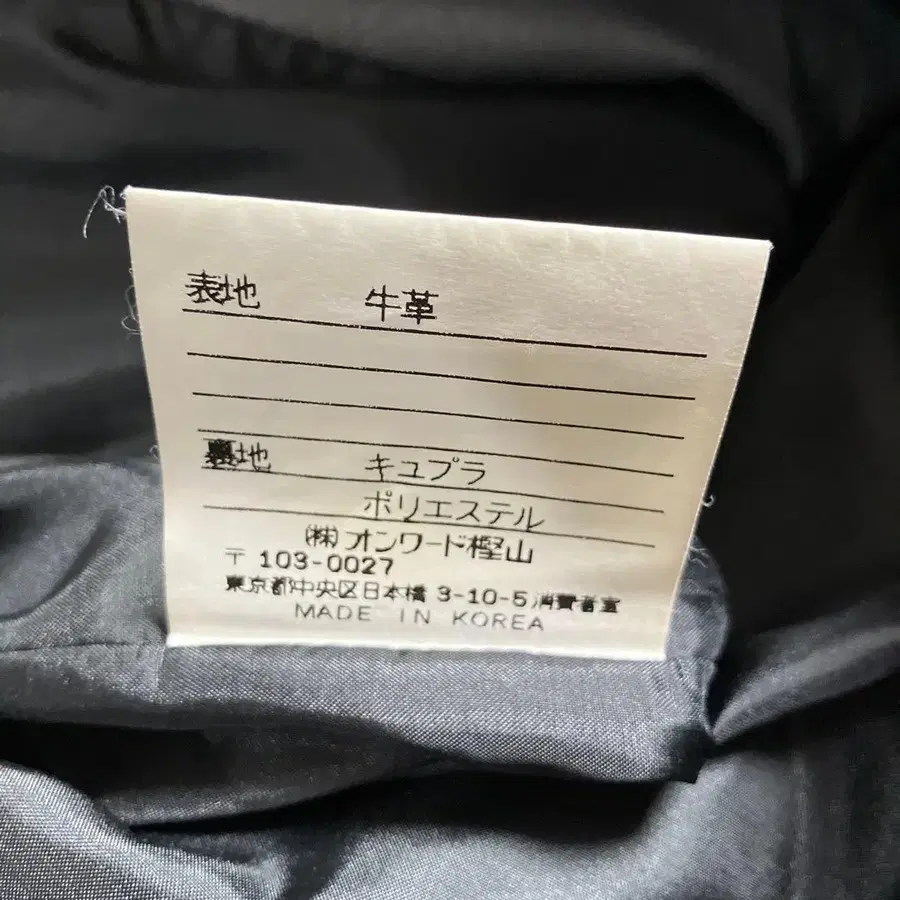 表地 牛革
裏地 キュプラ
ポリエステル
(株)オンワード樫山
〒103-0027
東京都中央区日本橋 3-10-5 消費者室
MADE IN KOREA